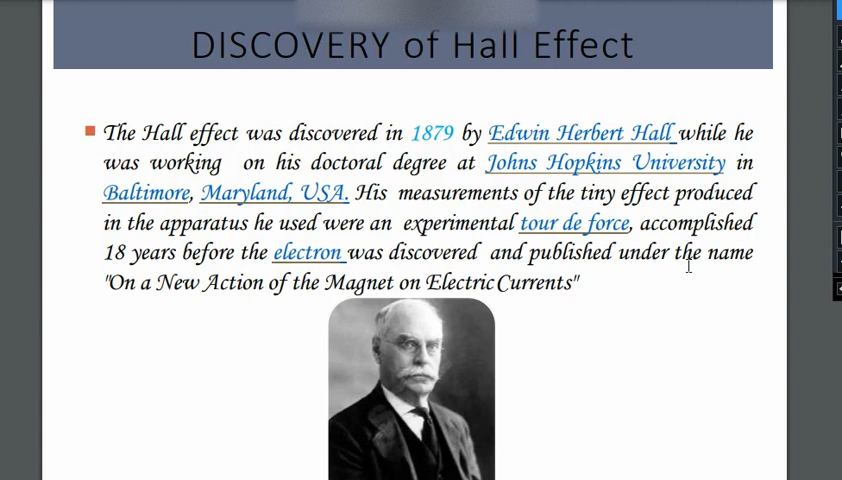 DISCOVERY of Hall Effect
The Hall effect was discovered in 1879 by Edwin Herbert Hall while he
was working on his doctoral degree at Johns Hopkins University in
Baltimore, Maryland, USA. His measurements of the tiny effect produced
in the apparatus he used were an experimental tour de force, accomplished
18 years before the electron was discovered and published under the name
"On a New Action of the Magnet on Electric Currents"